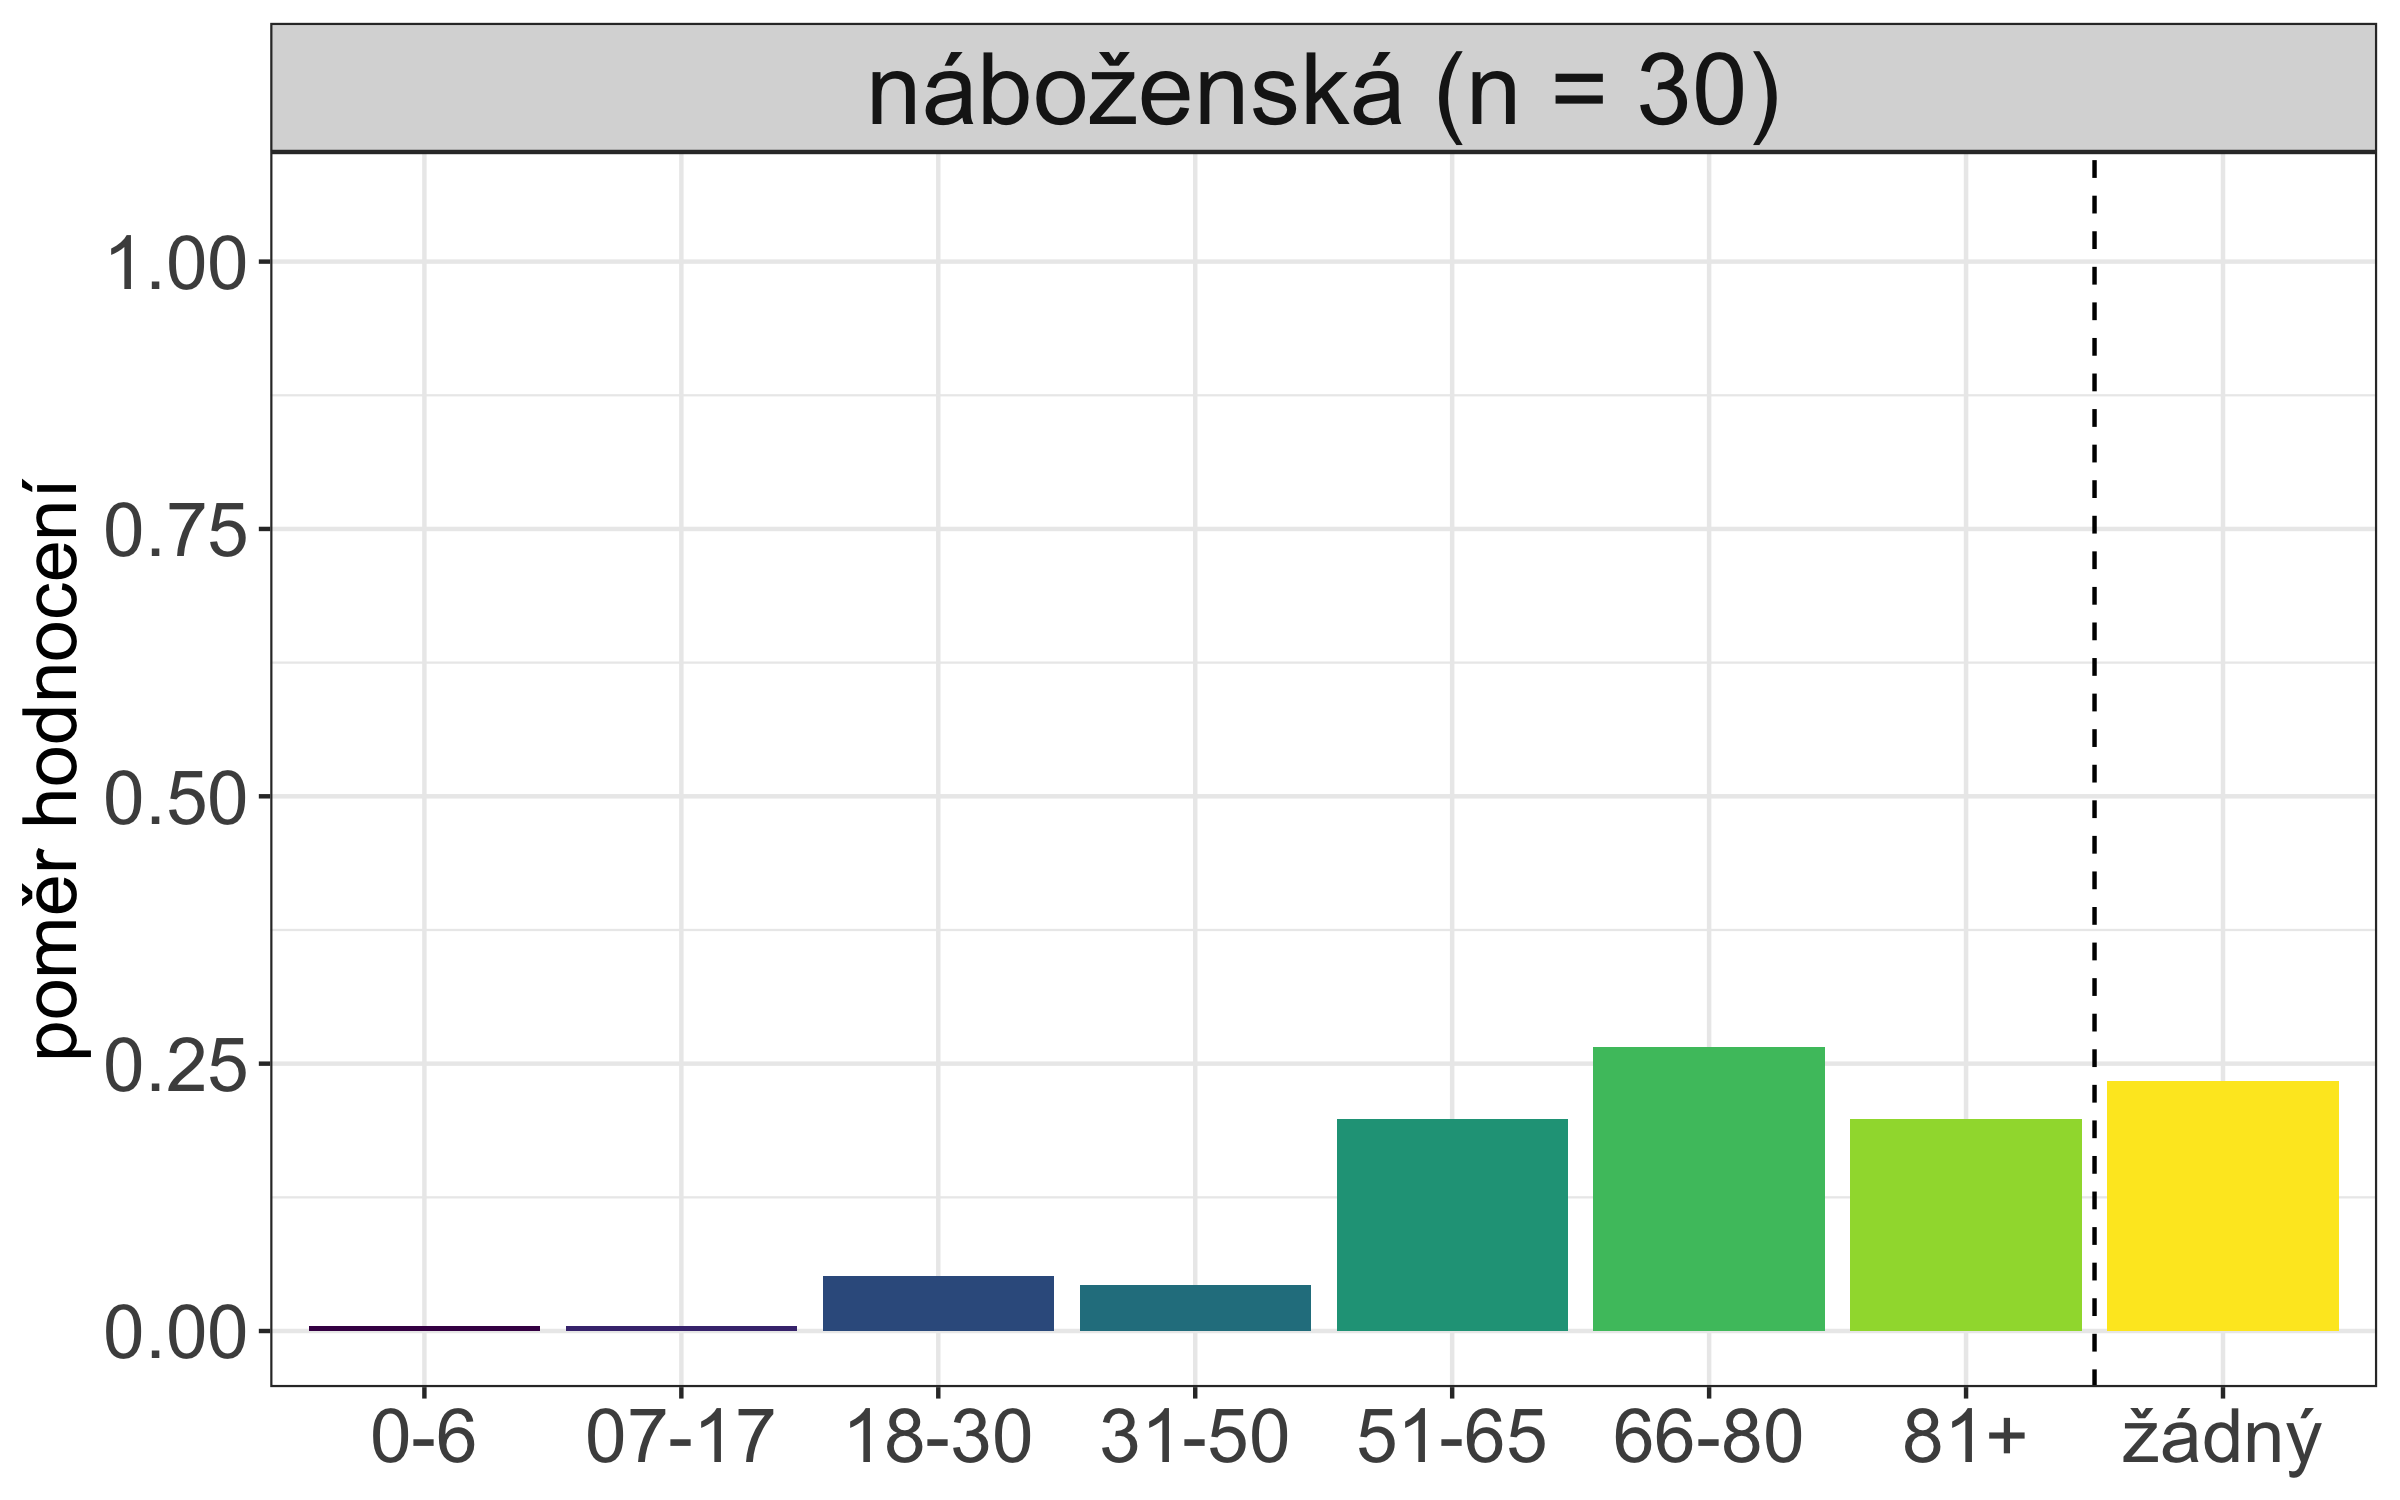 náboženská (n = 30)
poměr hodnocení
1.00
0.75
0.50
0.25
0.00
0-6 07-17 18-30 31-50 51-65 66-80 81+ žádný